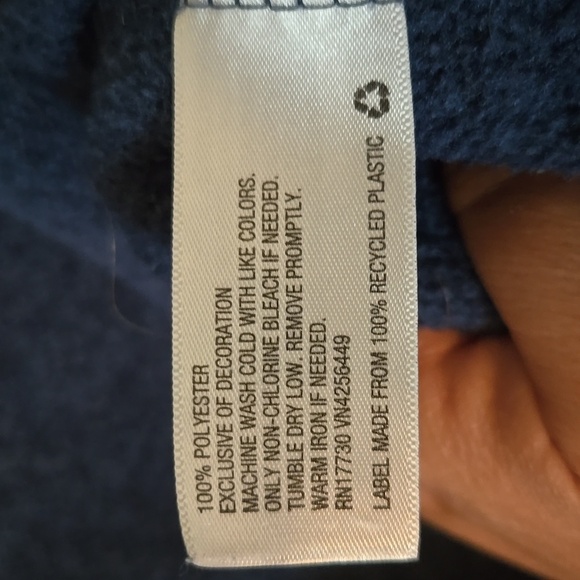 100% POLYESTER
EXCLUSIVE OF DECORATION
MACHINE WASH COLD WITH LIKE COLORS.
ONLY NON-CHLORINE BLEACH IF NEEDED.
TUMBLE DRY LOW. REMOVE PROMPTLY.
WARM IRON IF NEEDED.
RN17730 VN4256449
LABEL MADE FROM 100% RECYCLED PLASTIC